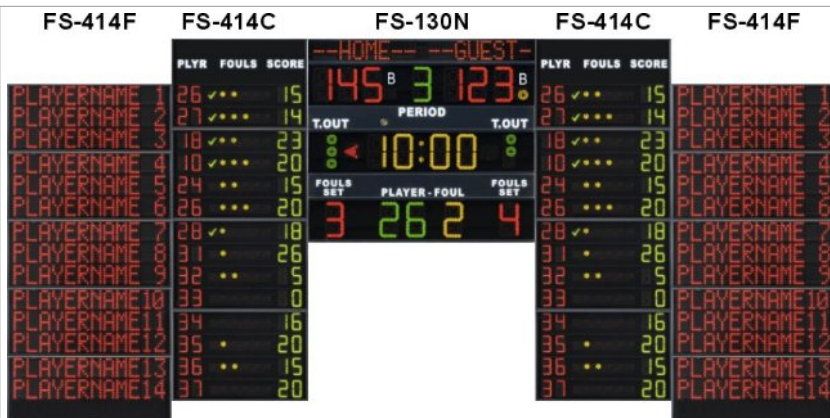 FS-414F FS-414C FS-130N FS-414C FS-414F
PLYR FOULS SCORE
PLAYERNAME 1 26 15
PLAYERNAME 2 27 14
PLAYERNAME 3 18 23
PLAYERNAME 4 10 20
PLAYERNAME 5 24 15
PLAYERNAME 6 26 20
PLAYERNAME 7 28 18
PLAYERNAME 8 31 26
PLAYERNAME 9 32 5
PLAYERNAME10 33 0
PLAYERNAME11 34 16
PLAYERNAME12 35 20
PLAYERNAME13 36 15
PLAYERNAME14 37 20
--HOME-- --GUEST-
145 B 3 123 B
PERIOD
T.OUT T.OUT
10:00
FOULS SET PLAYER-FOUL FOULS SET
3 26 2 4
PLYR FOULS SCORE
26 15 PLAYERNAME 1
27 14 PLAYERNAME 2
18 23 PLAYERNAME 3
10 20 PLAYERNAME 4
24 15 PLAYERNAME 5
26 20 PLAYERNAME 6
28 18 PLAYERNAME 7
31 26 PLAYERNAME 8
32 5 PLAYERNAME 9
33 0 PLAYERNAME10
34 16 PLAYERNAME11
35 20 PLAYERNAME12
36 15 PLAYERNAME13
37 20 PLAYERNAME14